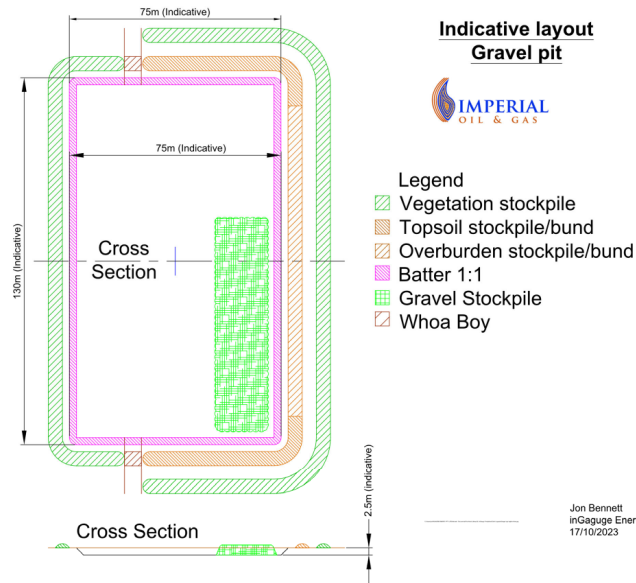 75m (Indicative)
Indicative layout
Gravel pit
IMPERIAL
OIL & GAS
75m (Indicative)
130m (Indicative)
Cross
Section
Legend
Vegetation stockpile
Topsoil stockpile/bund
Overburden stockpile/bund
Batter 1:1
Gravel Stockpile
Whoa Boy
2.5m (indicative)
Cross Section
Jon Bennett
inGaguge Ener
17/10/2023